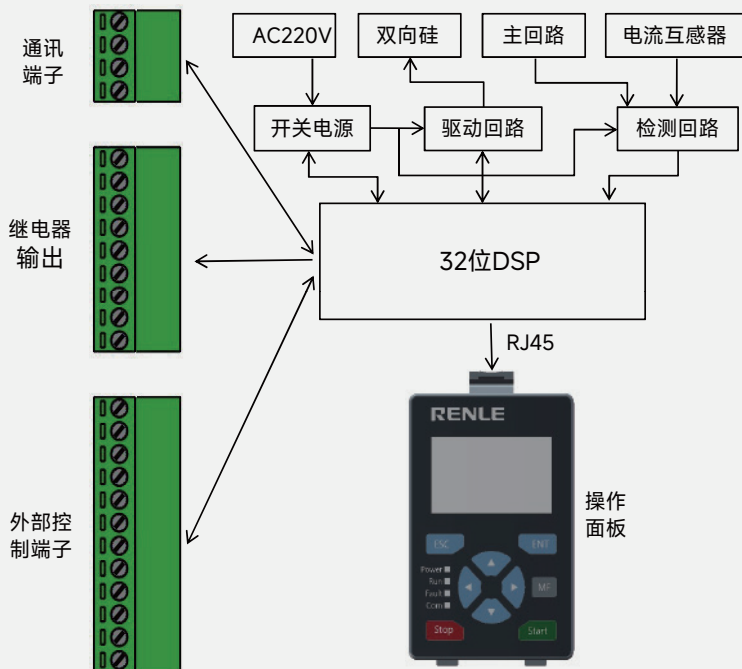 通讯
端子
AC220V
双向硅
主回路
电流互感器
开关电源
驱动回路
检测回路
继电器
输出
32位DSP
RJ45
RENLE
操作
面板
外部控
制端子
ESC
ENT
Power
Run
Fault
Com
MF
Stop
Start